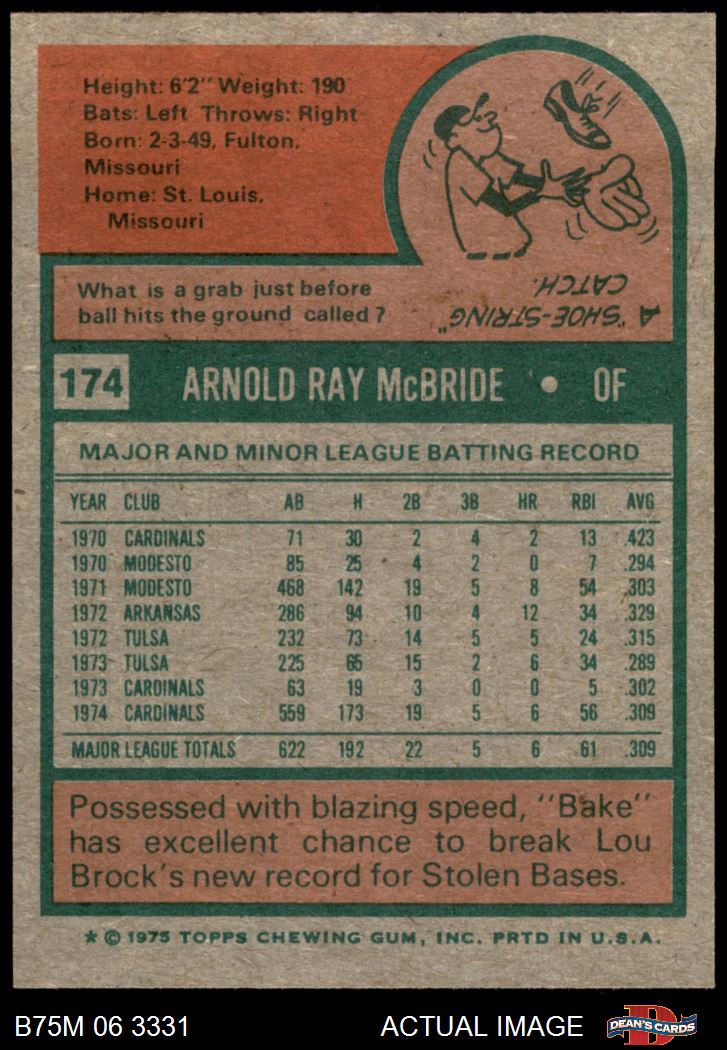 Height: 6'2" Weight: 190
Bats: Left Throws: Right
Born: 2-3-49, Fulton,
Missouri
Home: St. Louis,
Missouri
What is a grab just before
ball hits the ground called?
A "SHOE-STRING"
CATCH.
174 ARNOLD RAY McBRIDE • OF
MAJOR AND MINOR LEAGUE BATTING RECORD
YEAR CLUB AB H 2B 3B HR RBI AVG
1970 CARDINALS 71 30 2 4 2 13 .423
1970 MODESTO 85 25 4 2 0 7 .294
1971 MODESTO 468 142 19 5 8 54 .303
1972 ARKANSAS 286 94 10 4 12 34 .329
1972 TULSA 232 73 14 5 5 24 .315
1973 TULSA 225 65 15 2 6 34 .289
1973 CARDINALS 63 19 3 0 0 5 .302
1974 CARDINALS 559 173 19 5 6 56 .309
MAJOR LEAGUE TOTALS 622 192 22 5 6 61 .309
Possessed with blazing speed, "Bake"
has excellent chance to break Lou
Brock's new record for Stolen Bases.
* © 1975 TOPPS CHEWING GUM, INC. PRTD IN U.S.A.
B75M 06 3331 ACTUAL IMAGE D DEAN'S CARDS